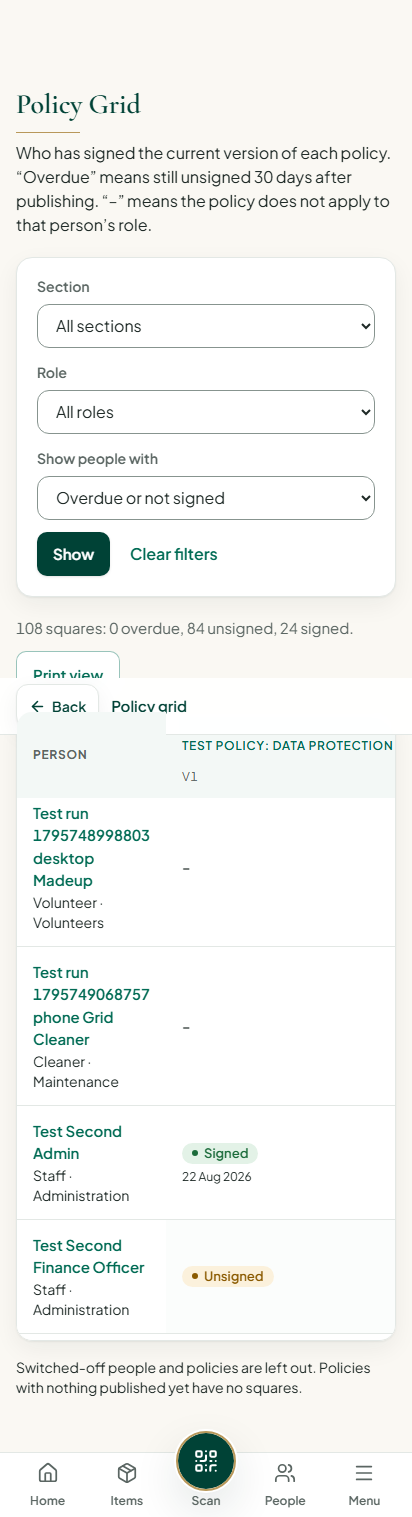 Policy Grid
Who has signed the current version of each policy.
“Overdue” means still unsigned 30 days after
publishing. “–” means the policy does not apply to
that person’s role.
Section
All sections
Role
All roles
Show people with
Overdue or not signed
Show
Clear filters
108 squares: 0 overdue, 84 unsigned, 24 signed.
Print view
Back
Policy grid
PERSON
TEST POLICY: DATA PROTECTION
V1
Test run
1795748998803
desktop
Madeup
Volunteer ·
Volunteers
–
Test run
1795749068757
phone Grid
Cleaner
Cleaner ·
Maintenance
–
Test Second
Admin
Staff ·
Administration
Signed
22 Aug 2026
Test Second
Finance Officer
Staff ·
Administration
Unsigned
Switched-off people and policies are left out. Policies
with nothing published yet have no squares.
Home
Items
Scan
People
Menu